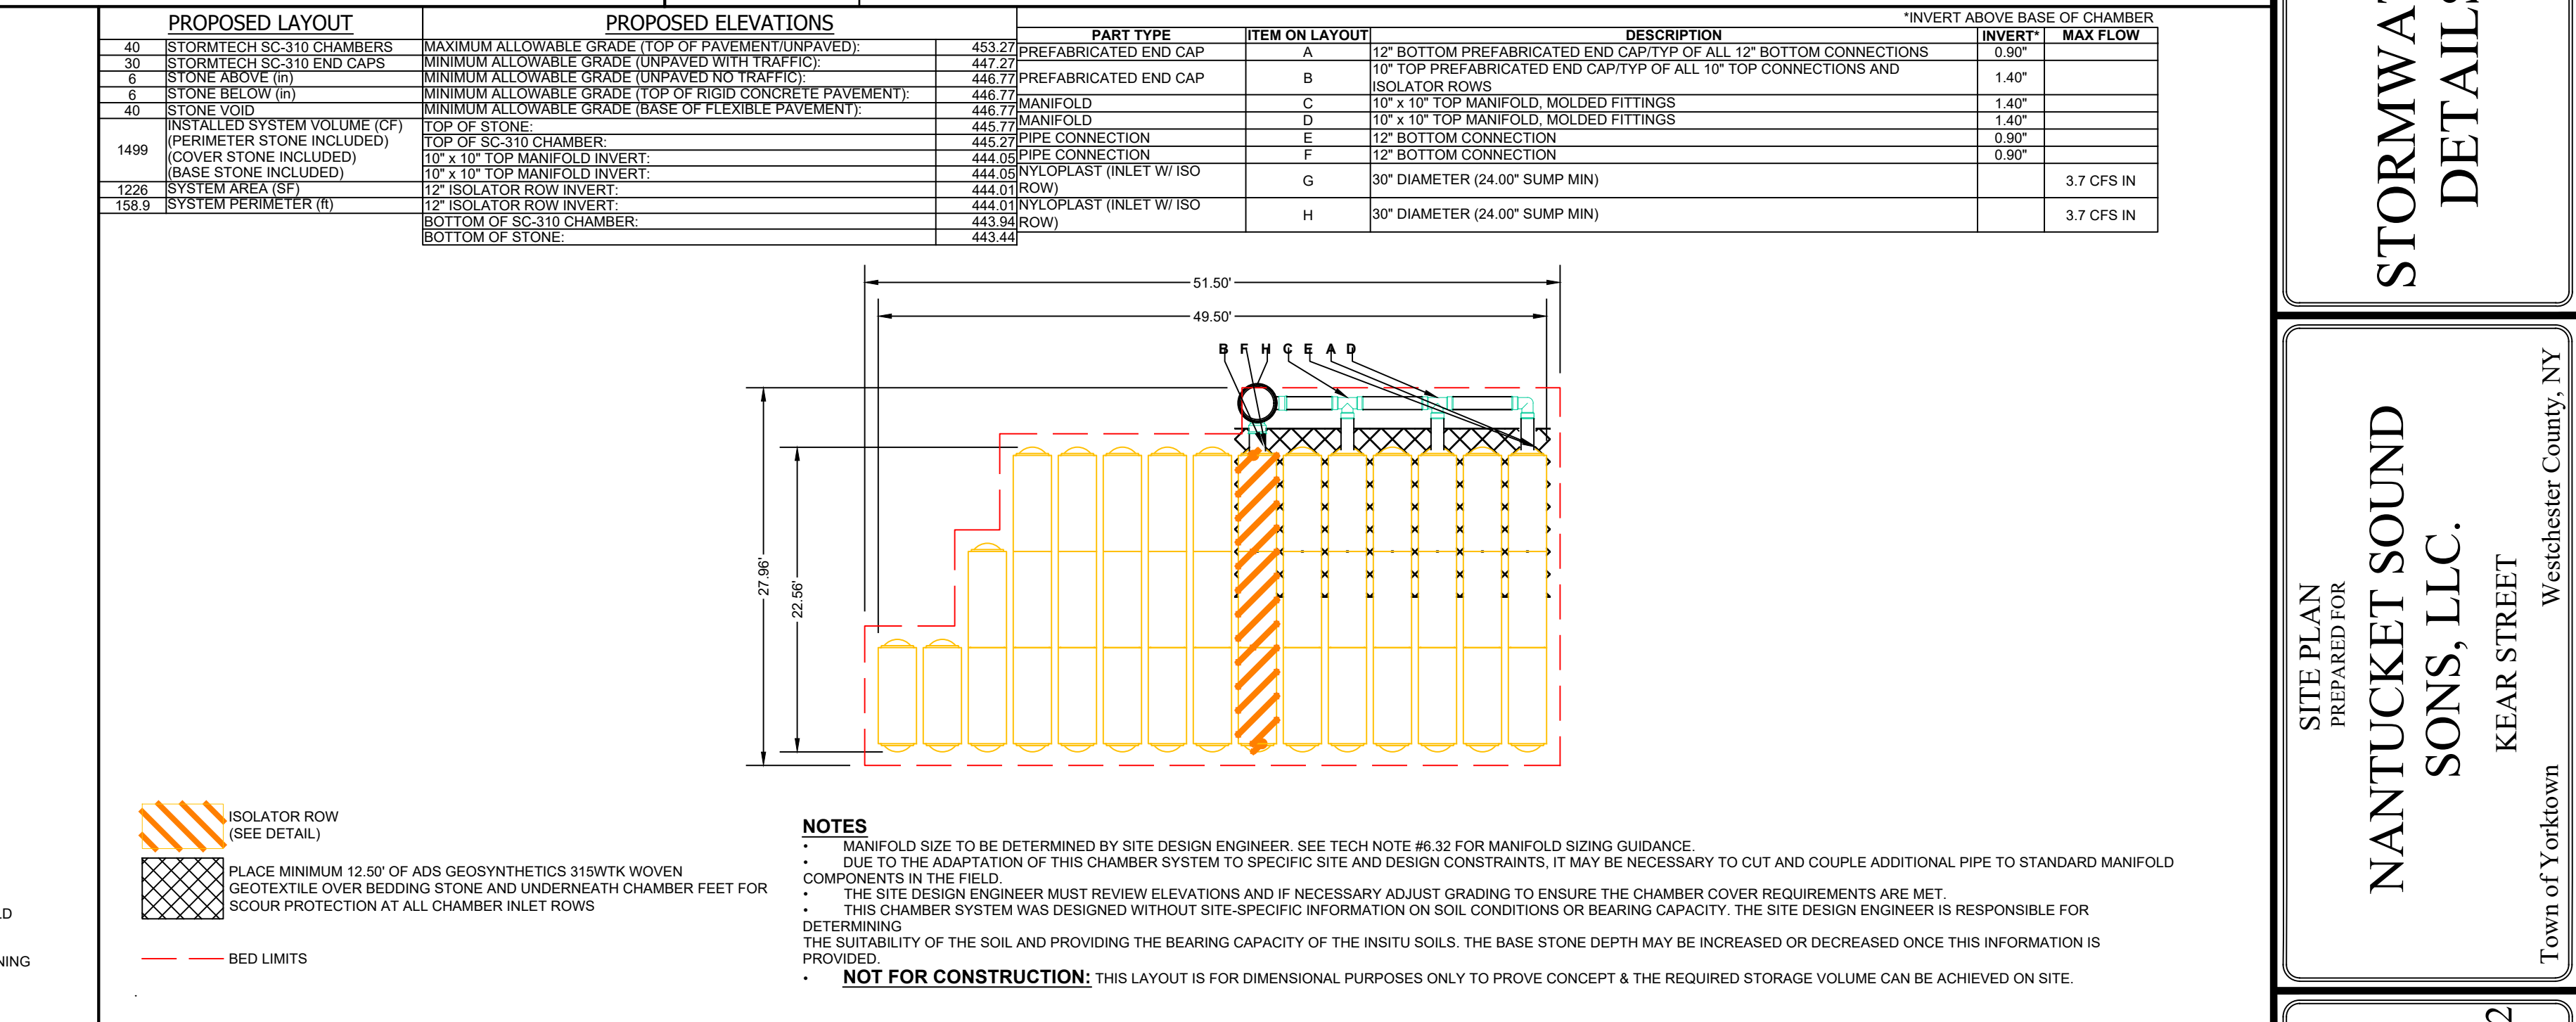 PROPOSED LAYOUT
40 STORMTECH SC-310 CHAMBERS
30 STORMTECH SC-310 END CAPS
6 STONE ABOVE (in)
6 STONE BELOW (in)
40 STONE VOID
1499 INSTALLED SYSTEM VOLUME (CF)
(PERIMETER STONE INCLUDED)
(COVER STONE INCLUDED)
(BASE STONE INCLUDED)
1226 SYSTEM AREA (SF)
158.9 SYSTEM PERIMETER (ft)
PROPOSED ELEVATIONS
MAXIMUM ALLOWABLE GRADE (TOP OF PAVEMENT/UNPAVED): 453.27
MINIMUM ALLOWABLE GRADE (UNPAVED WITH TRAFFIC): 447.27
MINIMUM ALLOWABLE GRADE (UNPAVED NO TRAFFIC): 446.77
MINIMUM ALLOWABLE GRADE (TOP OF RIGID CONCRETE PAVEMENT): 446.77
MINIMUM ALLOWABLE GRADE (BASE OF FLEXIBLE PAVEMENT): 446.77
TOP OF STONE: 445.77
TOP OF SC-310 CHAMBER: 445.27
10" x 10" TOP MANIFOLD INVERT: 444.05
10" x 10" TOP MANIFOLD INVERT: 444.05
12" ISOLATOR ROW INVERT: 444.01
12" ISOLATOR ROW INVERT: 444.01
BOTTOM OF SC-310 CHAMBER: 443.94
BOTTOM OF STONE: 443.44
*INVERT ABOVE BASE OF CHAMBER
PART TYPE ITEM ON LAYOUT DESCRIPTION INVERT* MAX FLOW
PREFABRICATED END CAP A 12" BOTTOM PREFABRICATED END CAP/TYP OF ALL 12" BOTTOM CONNECTIONS 0.90"
PREFABRICATED END CAP B 10" TOP PREFABRICATED END CAP/TYP OF ALL 10" TOP CONNECTIONS AND
ISOLATOR ROWS 1.40"
MANIFOLD C 10" x 10" TOP MANIFOLD, MOLDED FITTINGS 1.40"
MANIFOLD D 10" x 10" TOP MANIFOLD, MOLDED FITTINGS 1.40"
PIPE CONNECTION E 12" BOTTOM CONNECTION 0.90"
PIPE CONNECTION F 12" BOTTOM CONNECTION 0.90"
NYLOPLAST (INLET W/ ISO
ROW) G 30" DIAMETER (24.00" SUMP MIN) 3.7 CFS IN
NYLOPLAST (INLET W/ ISO
ROW) H 30" DIAMETER (24.00" SUMP MIN) 3.7 CFS IN
51.50'
49.50'
B F H C E A D
27.96'
22.56'
ISOLATOR ROW
(SEE DETAIL)
PLACE MINIMUM 12.50' OF ADS GEOSYNTHETICS 315WTK WOVEN
GEOTEXTILE OVER BEDDING STONE AND UNDERNEATH CHAMBER FEET FOR
SCOUR PROTECTION AT ALL CHAMBER INLET ROWS
BED LIMITS
NOTES
• MANIFOLD SIZE TO BE DETERMINED BY SITE DESIGN ENGINEER. SEE TECH NOTE #6.32 FOR MANIFOLD SIZING GUIDANCE.
• DUE TO THE ADAPTATION OF THIS CHAMBER SYSTEM TO SPECIFIC SITE AND DESIGN CONSTRAINTS, IT MAY BE NECESSARY TO CUT AND COUPLE ADDITIONAL PIPE TO STANDARD MANIFOLD
COMPONENTS IN THE FIELD.
• THE SITE DESIGN ENGINEER MUST REVIEW ELEVATIONS AND IF NECESSARY ADJUST GRADING TO ENSURE THE CHAMBER COVER REQUIREMENTS ARE MET.
• THIS CHAMBER SYSTEM WAS DESIGNED WITHOUT SITE-SPECIFIC INFORMATION ON SOIL CONDITIONS OR BEARING CAPACITY. THE SITE DESIGN ENGINEER IS RESPONSIBLE FOR
DETERMINING
THE SUITABILITY OF THE SOIL AND PROVIDING THE BEARING CAPACITY OF THE INSITU SOILS. THE BASE STONE DEPTH MAY BE INCREASED OR DECREASED ONCE THIS INFORMATION IS
PROVIDED.
• NOT FOR CONSTRUCTION: THIS LAYOUT IS FOR DIMENSIONAL PURPOSES ONLY TO PROVE CONCEPT & THE REQUIRED STORAGE VOLUME CAN BE ACHIEVED ON SITE.
LD
NING
STORMWA
DETAILS
SITE PLAN
PREPARED FOR
NANTUCKET SOUND
SONS, LLC.
KEAR STREET
Town of Yorktown Westchester County, NY
2